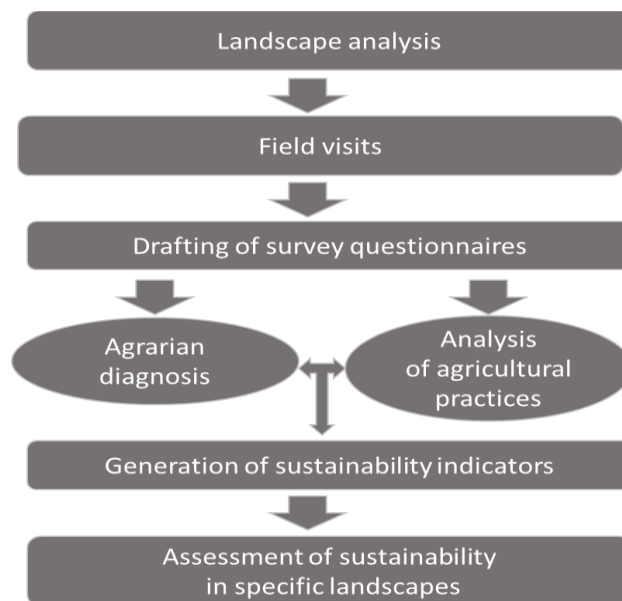 Landscape analysis
Field visits
Drafting of survey questionnaires
Agrarian
diagnosis
Analysis
of agricultural
practices
Generation of sustainability indicators
Assessment of sustainability
in specific landscapes